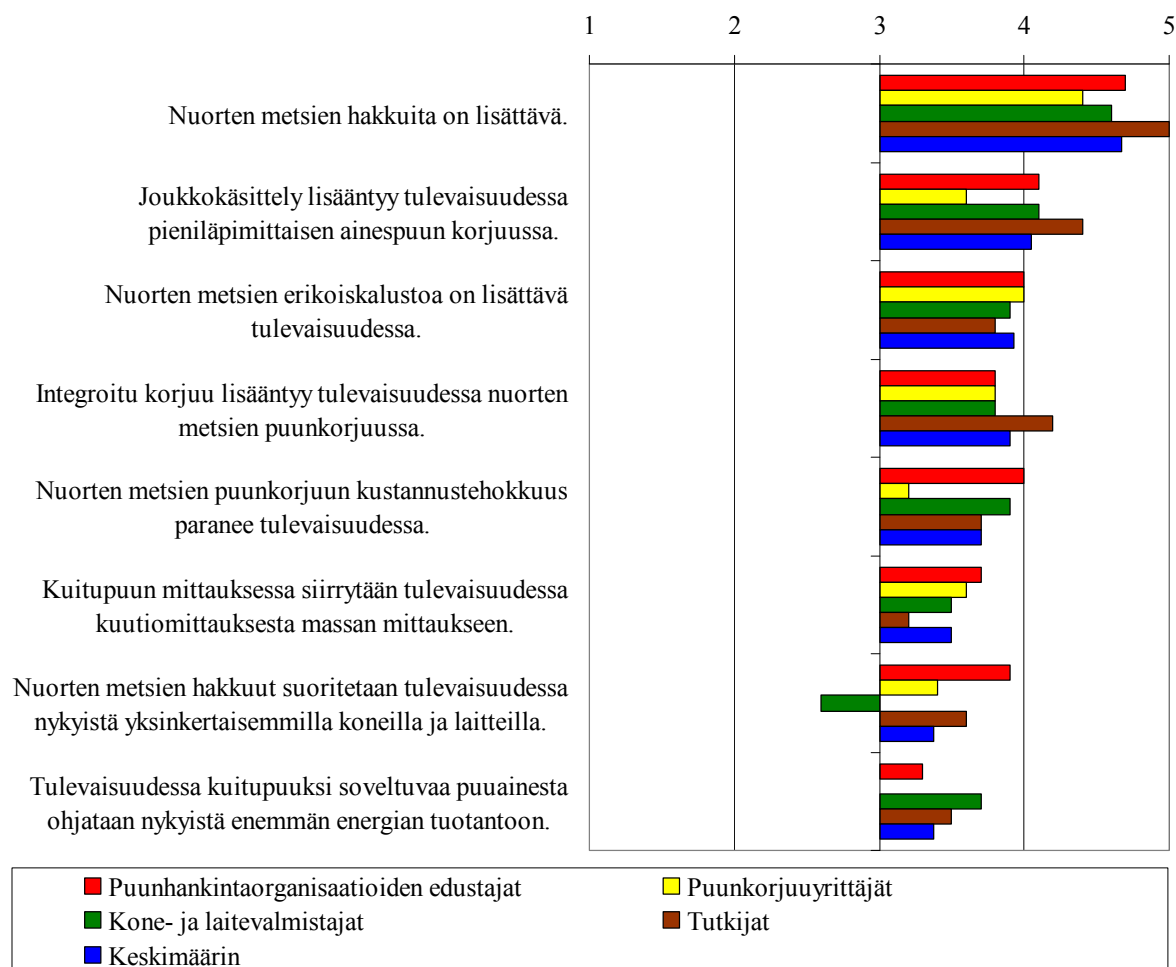 1 2 3 4 5
Nuorten metsien hakkuita on lisättävä.
Joukkokäsittely lisääntyy tulevaisuudessa
pieniläpimittaisen ainespuun korjuussa.
Nuorten metsien erikoiskalustoa on lisättävä
tulevaisuudessa.
Integroitu korjuu lisääntyy tulevaisuudessa nuorten
metsien puunkorjuussa.
Nuorten metsien puunkorjuun kustannustehokkuus
paranee tulevaisuudessa.
Kuitupuun mittauksessa siirrytään tulevaisuudessa
kuutiomittauksesta massan mittaukseen.
Nuorten metsien hakkuut suoritetaan tulevaisuudessa
nykyistä yksinkertaisemmilla koneilla ja laitteilla.
Tulevaisuudessa kuitupuuksi soveltuvaa puuainesta
ohjataan nykyistä enemmän energian tuotantoon.
Puunhankintaorganisaatioiden edustajat Puunkorjuuyrittäjät
Kone- ja laitevalmistajat Tutkijat
Keskimäärin